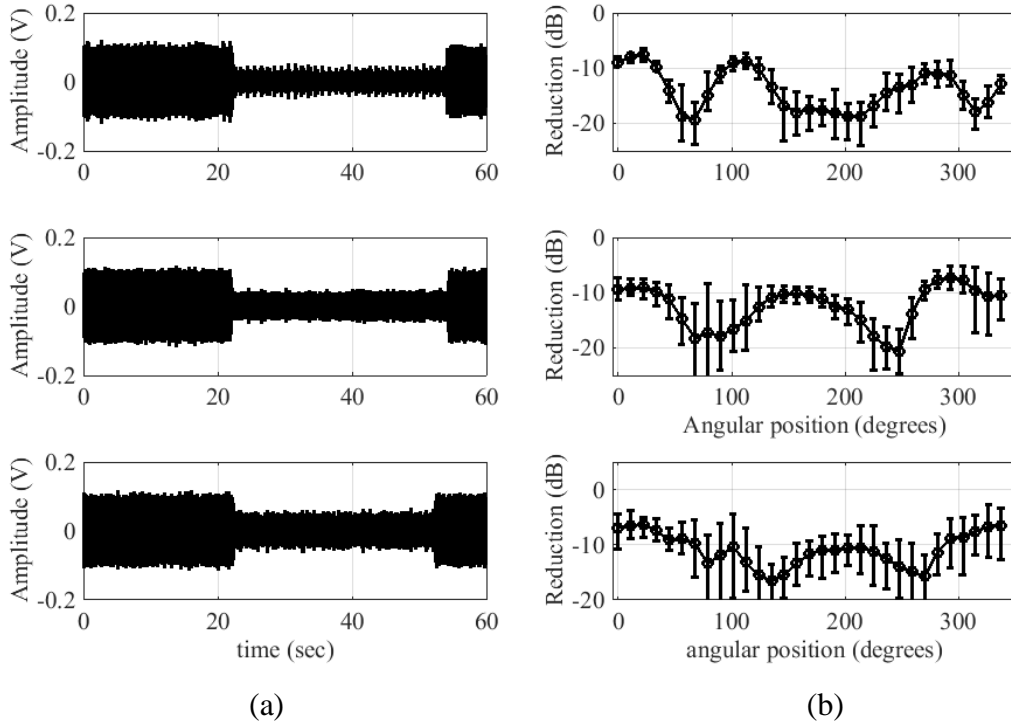 Amplitude (V)
0.2
0
-0.2
0 20 40 60
Reduction (dB)
0
-10
-20
0 100 200 300
Amplitude (V)
0.2
0
-0.2
0 20 40 60
Reduction (dB)
0
-10
-20
0 100 200 300
Angular position (degrees)
Amplitude (V)
0.2
0
-0.2
0 20 40 60
time (sec)
Reduction (dB)
0
-10
-20
0 100 200 300
angular position (degrees)
(a) (b)